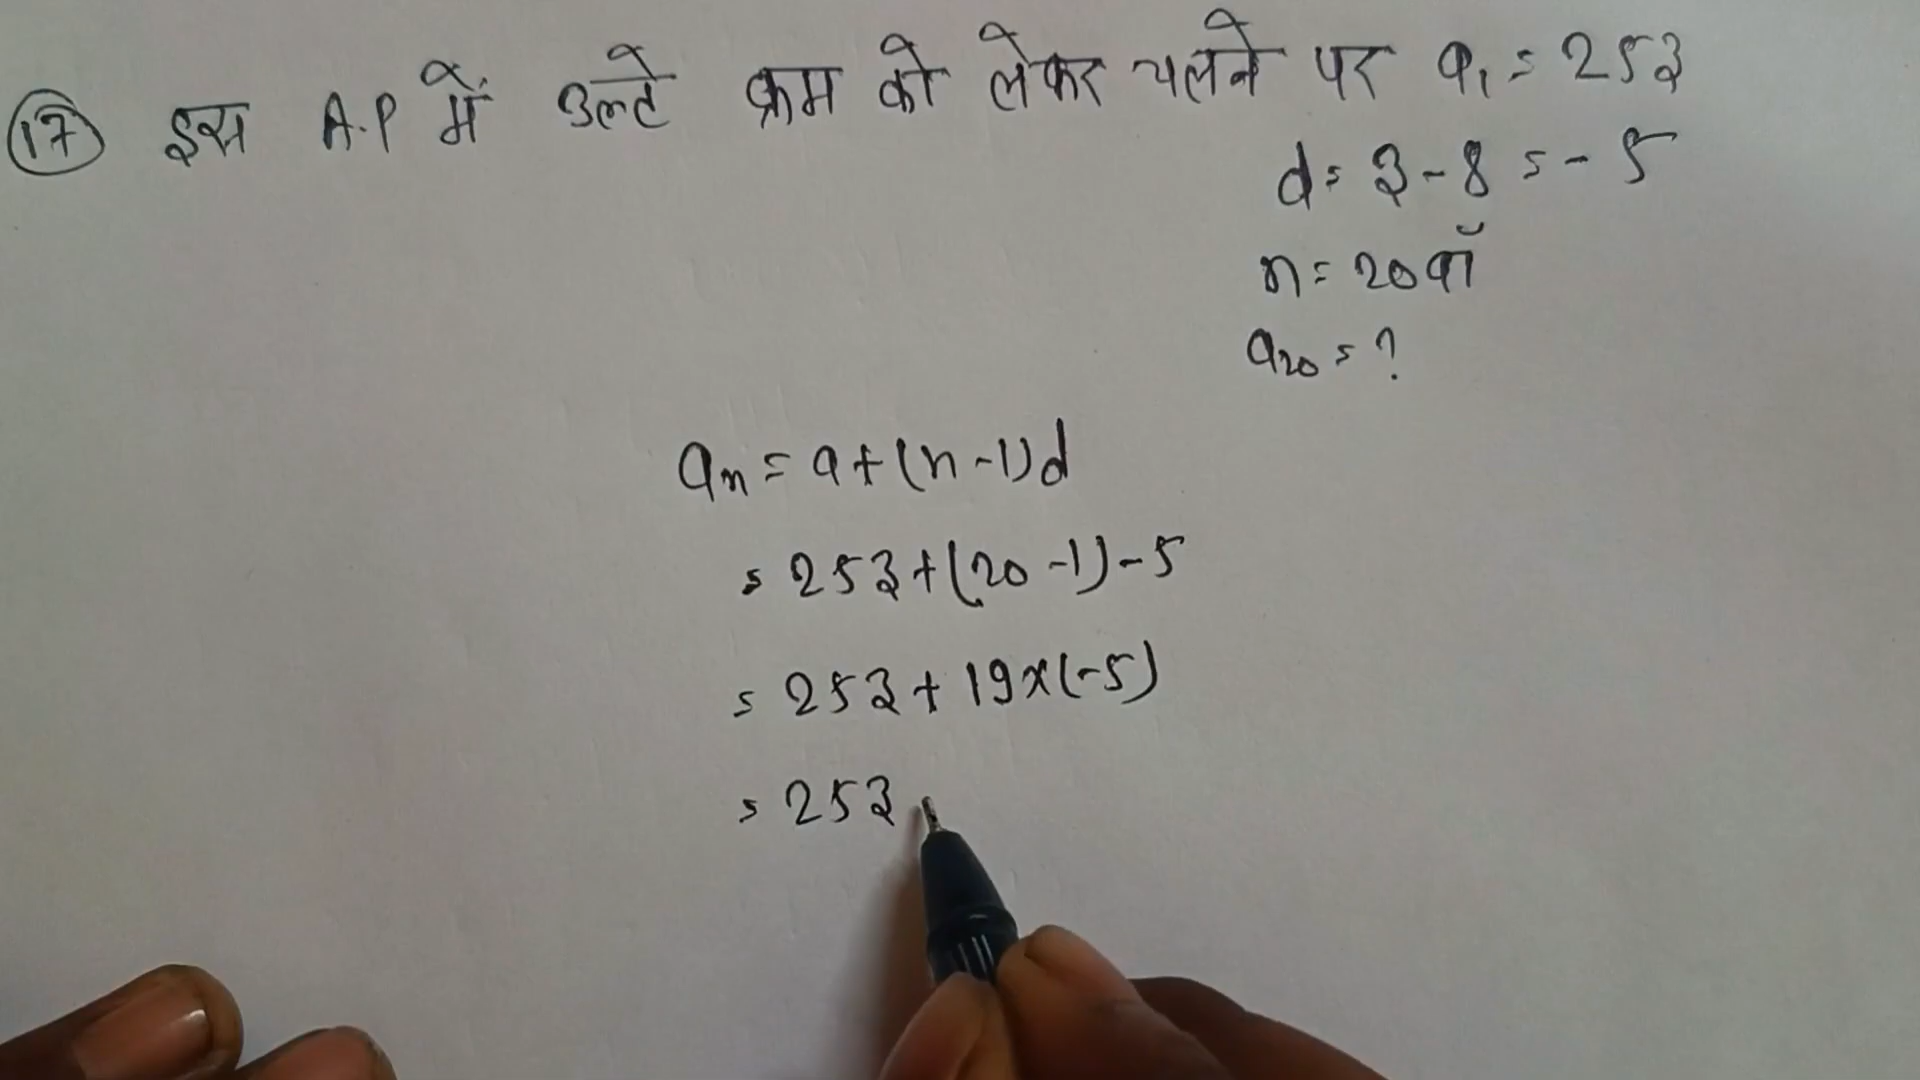 17 इस A.P में उल्टे क्रम को लेकर चलने पर a₁ = 253
d = 3 - 8 = - 5
n = 20वाँ
a₂₀ = ?
aₙ = a + (n - 1)d
= 253 + (20 - 1) - 5
= 253 + 19 x (-5)
= 253